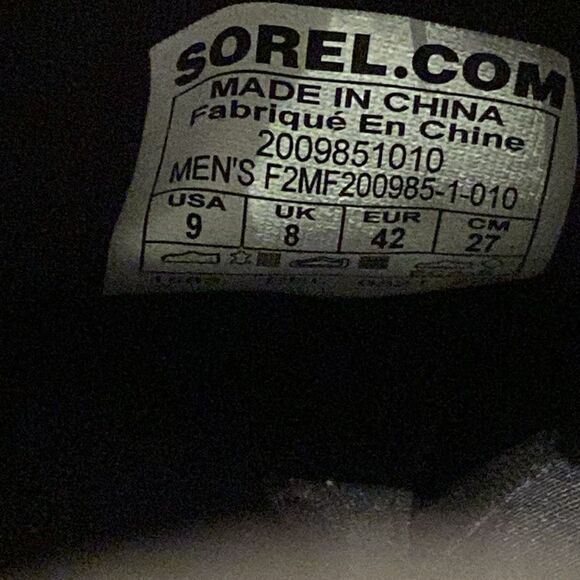 SOREL.COM
MADE IN CHINA
Fabriqué En Chine
2009851010
MEN'S F2MF200985-1-010
USA UK EUR CM
9 8 42 27